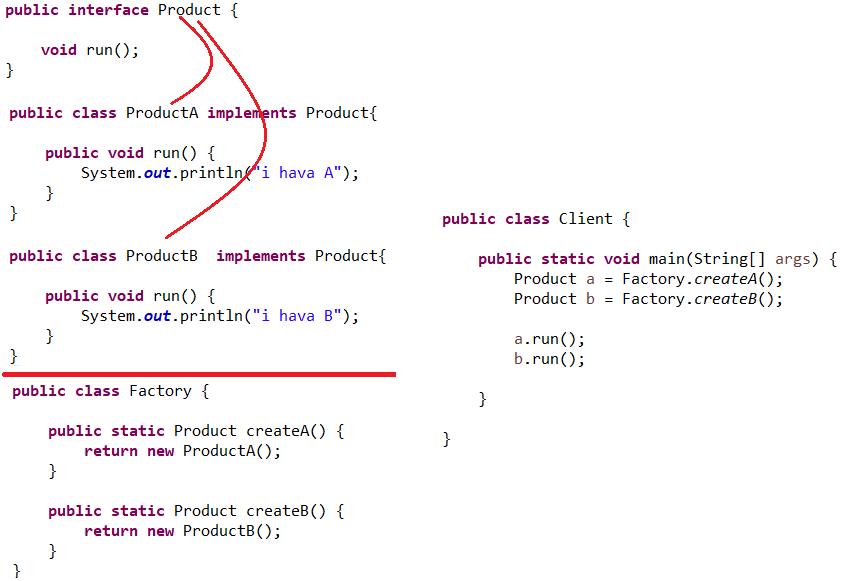 public interface Product {
void run();
}
public class ProductA implements Product{
public void run() {
System.out.println("i hava A");
}
}
public class ProductB  implements Product{
public void run() {
System.out.println("i hava B");
}
}
public class Factory {
public static Product createA() {
return new ProductA();
}
public static Product createB() {
return new ProductB();
}
}
public class Client {
public static void main(String[] args) {
Product a = Factory.createA();
Product b = Factory.createB();
a.run();
b.run();
}
}